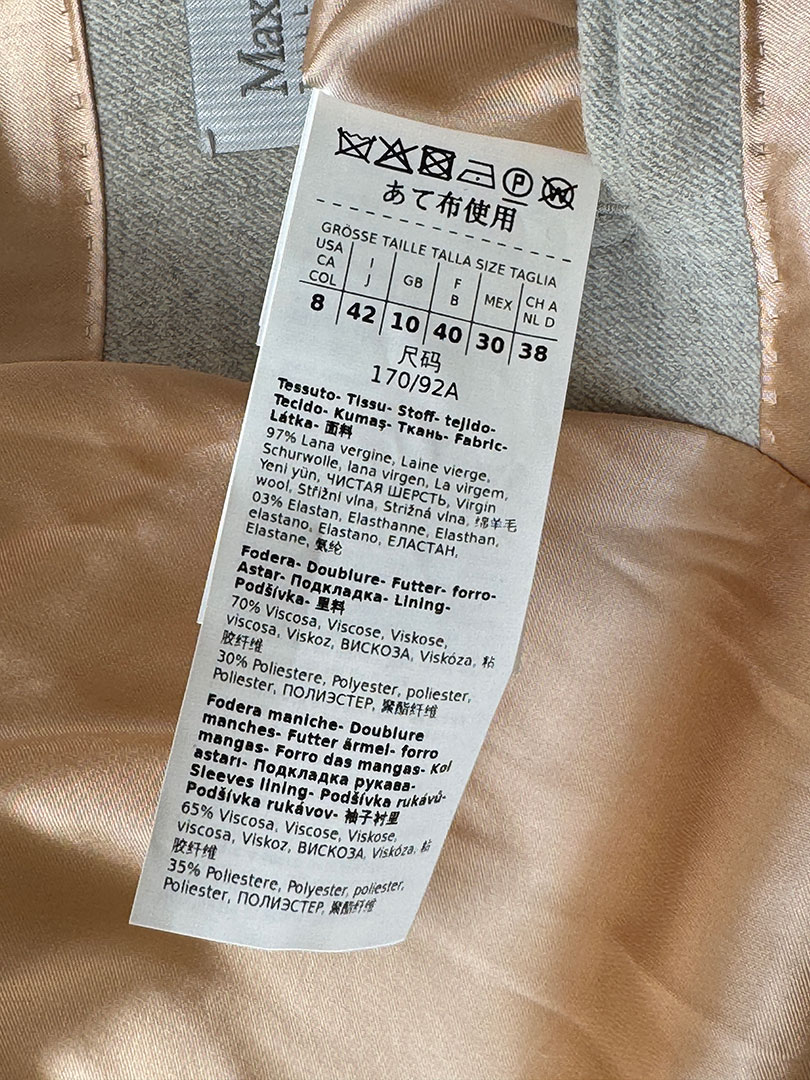 Max
あて布使用
GRÖSSE TAILLE TALLA SIZE TAGLIA
USA CA COL | I J | GB | F B | MEX | CH A NL D
8 | 42 | 10 | 40 | 30 | 38
尺码
170/92A
Tessuto- Tissu- Stoff- tejido-
Tecido- Kumaş- Ткань- Fabric-
Látka- 面料
97% Lana vergine, Laine vierge,
Schurwolle, lana virgen, La virgem,
Yeni yün, ЧИСТАЯ ШЕРСТЬ, Virgin
wool, Střižní vlna, Strižná vlna, 绵羊毛
03% Elastan, Elasthanne, Elasthan,
elastano, Elastano, ЕЛАСТАН,
Elastane, 氨纶
Fodera- Doublure- Futter- forro-
Astar- Подкладка- Lining-
Podšívka- 里料
70% Viscosa, Viscose, Viskose,
viscosa, Viskoz, ВИСКОЗА, Viskóza, 粘
胶纤维
30% Poliestere, Polyester, poliester,
Poliester, ПОЛИЭСТЕР, 聚酯纤维
Fodera maniche- Doublure
manches- Futter ärmel- forro
mangas- Forro das mangas- Kol
astarı- Подкладка рукава-
Sleeves lining- Podšívka rukávů-
Podšívka rukávov- 袖子衬里
65% Viscosa, Viscose, Viskose,
viscosa, Viskoz, ВИСКОЗА, Viskóza, 粘
胶纤维
35% Poliestere, Polyester, poliester,
Poliester, ПОЛИЭСТЕР, 聚酯纤维